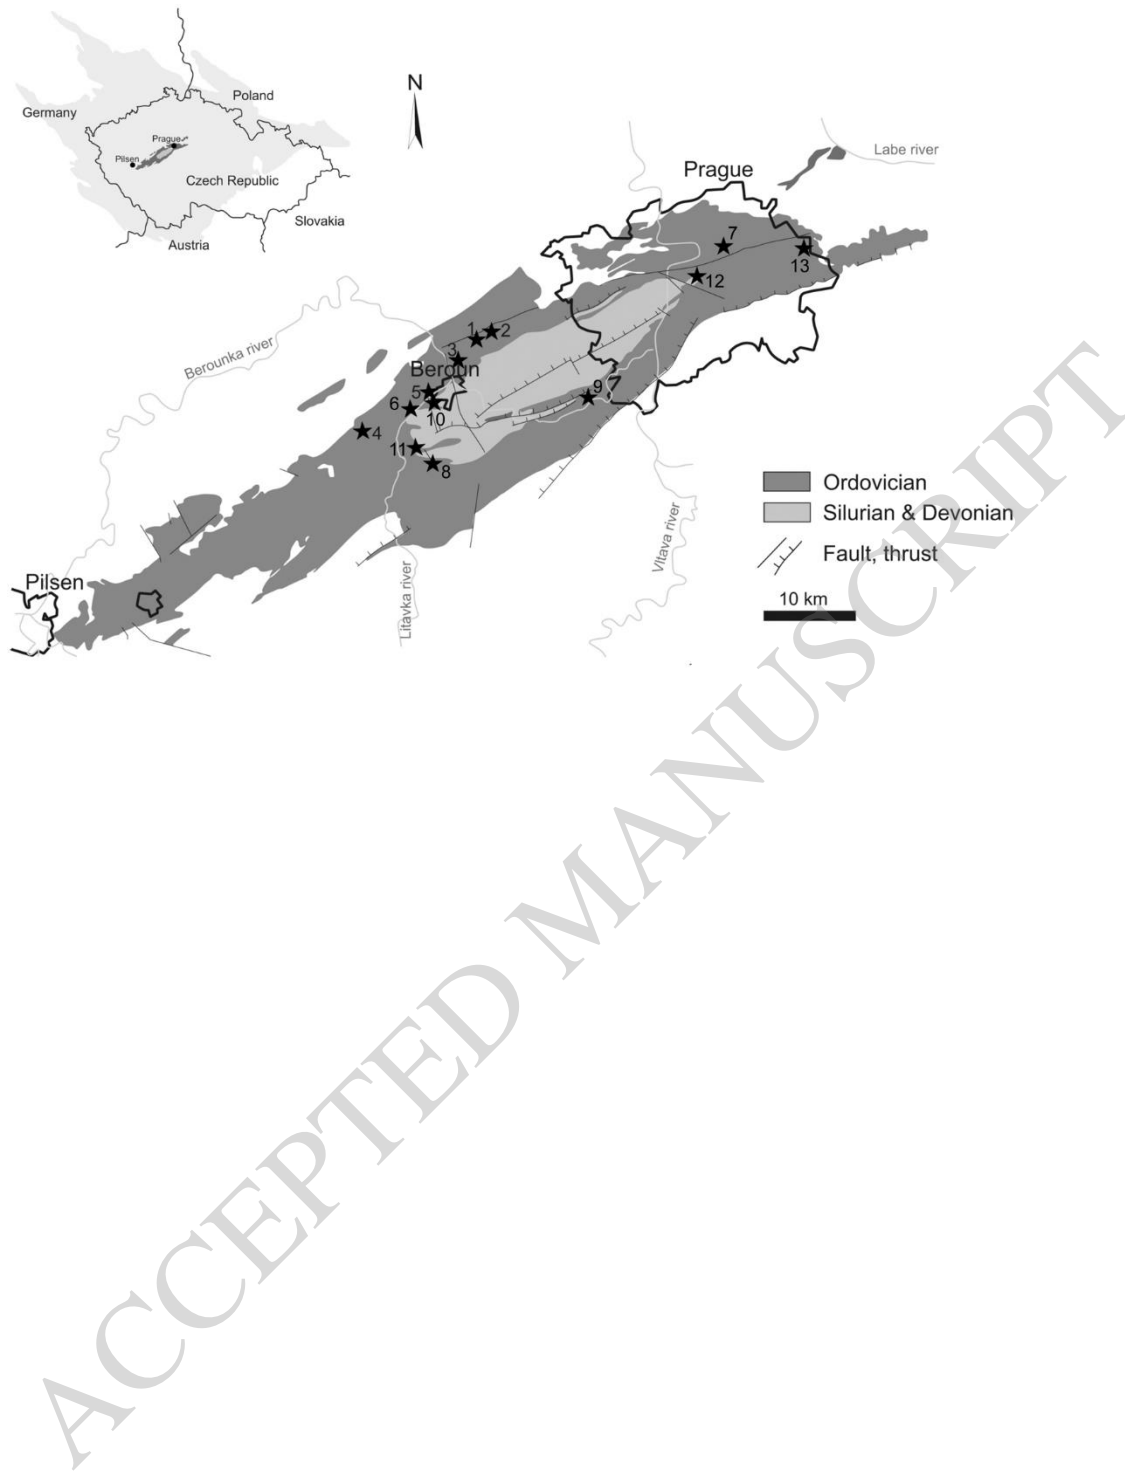 N
Germany
Poland
Prague
Pilsen
Czech Republic
Slovakia
Austria
Labe river
Prague
7
13
12
1
2
3
Berounka river
Beroun
5
6
10
9
4
11
8
Ordovician
Silurian & Devonian
Fault, thrust
10 km
Vltava river
Litavka river
Pilsen
ACCEPTED MANUSCRIPT